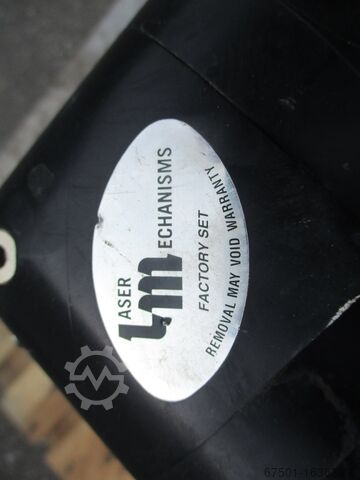 LASER
MECHANISMS
FACTORY SET
REMOVAL MAY VOID WARRANTY